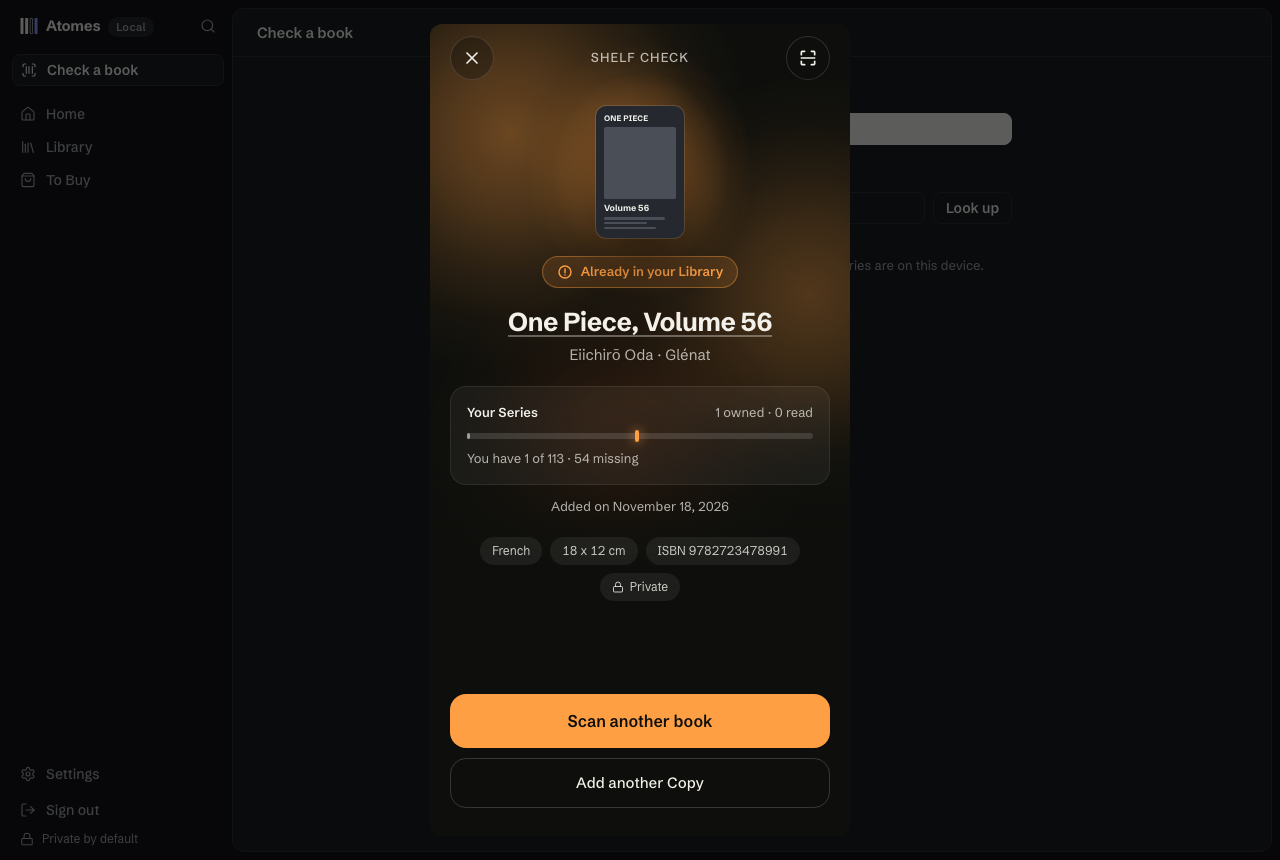 Atomes Local
Check a book
Home
Library
To Buy
Settings
Sign out
Private by default
Check a book
Look up
ries are on this device.
SHELF CHECK
ONE PIECE
Volume 56
Already in your Library
One Piece, Volume 56
Eiichirō Oda · Glénat
Your Series 1 owned · 0 read
You have 1 of 113 · 54 missing
Added on November 18, 2026
French 18 x 12 cm ISBN 9782723478991
Private
Scan another book
Add another Copy